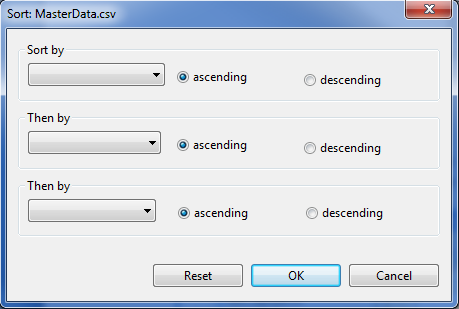 Sort: MasterData.csv
Sort by
ascending descending
Then by
ascending descending
Then by
ascending descending
Reset OK Cancel